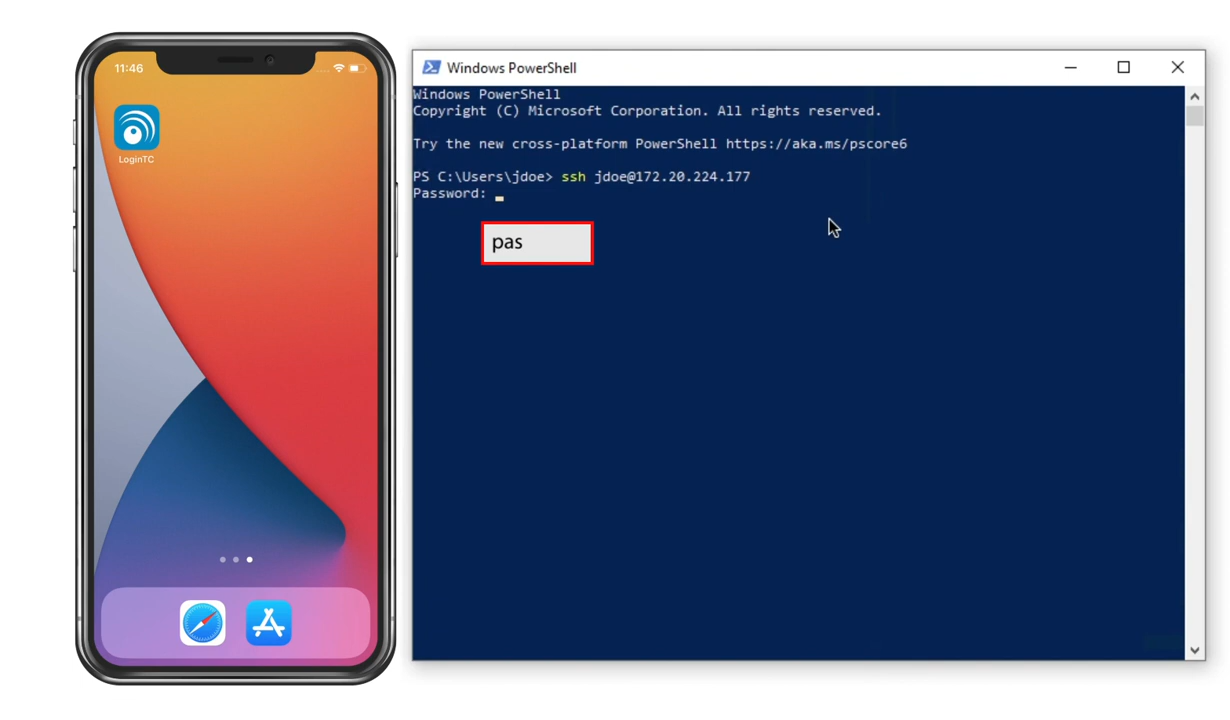 11:46
LoginTC
Windows PowerShell
Windows PowerShell
Copyright (C) Microsoft Corporation. All rights reserved.
Try the new cross-platform PowerShell https://aka.ms/pscore6
PS C:\Users\jdoe> ssh jdoe@172.20.224.177
Password:
pas